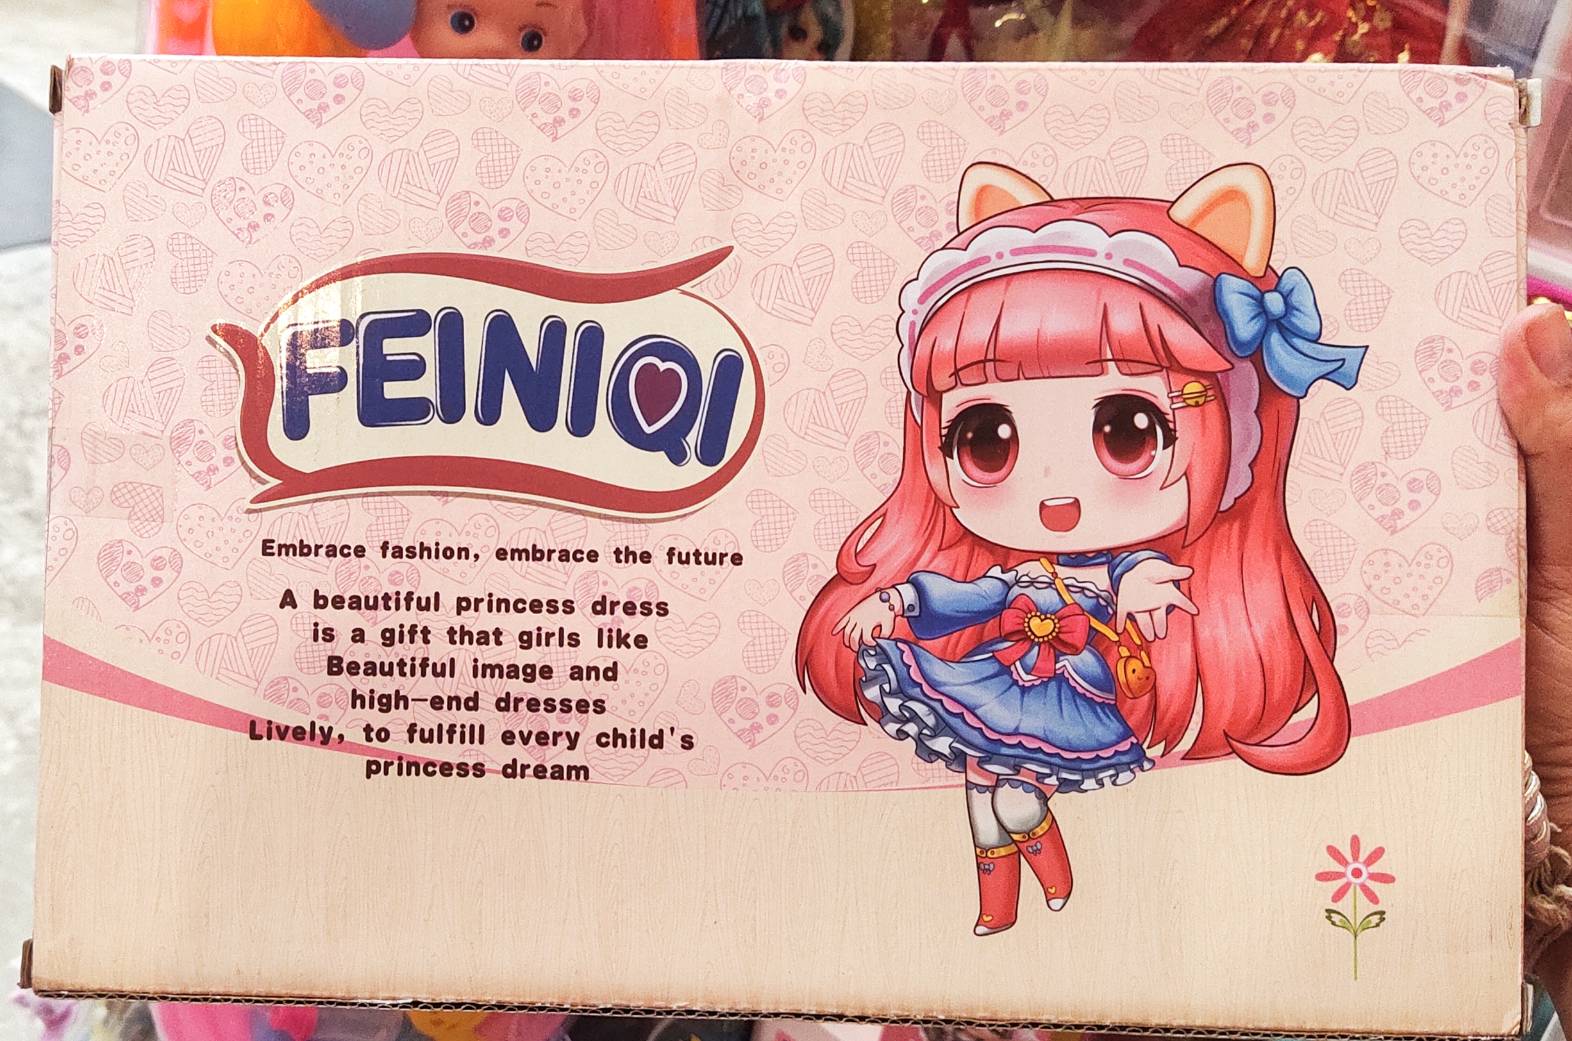 FEINIQI
Embrace fashion, embrace the future
A beautiful princess dress
is a gift that girls like
Beautiful image and
high-end dresses
Lively, to fulfill every child's
princess dream